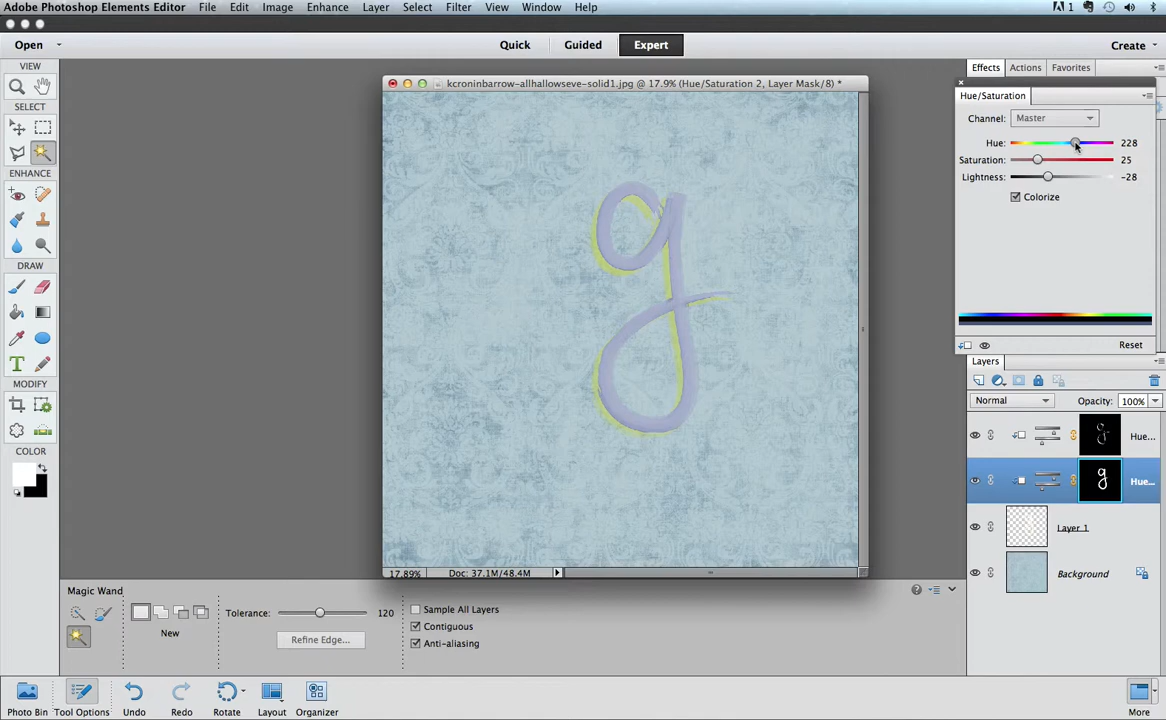 Adobe Photoshop Elements Editor File Edit Image Enhance Layer Select Filter View Window Help 1
Open Quick Guided Expert Create
VIEW
SELECT
ENHANCE
DRAW
MODIFY
COLOR
kcroninbarrow-allhallowseve-solid1.jpg @ 17.9% (Hue/Saturation 2, Layer Mask/8) *
g
17.89% Doc: 37.1M/48.4M
Effects Actions Favorites
Hue/Saturation
Channel: Master
Hue: 228
Saturation: 25
Lightness: -28
Colorize
Reset
Layers
Normal Opacity: 100%
Hue...
Hue...
Layer 1
Background
Magic Wand
New
Tolerance: 120
Refine Edge...
Sample All Layers
Contiguous
Anti-aliasing
Photo Bin Tool Options Undo Redo Rotate Layout Organizer More